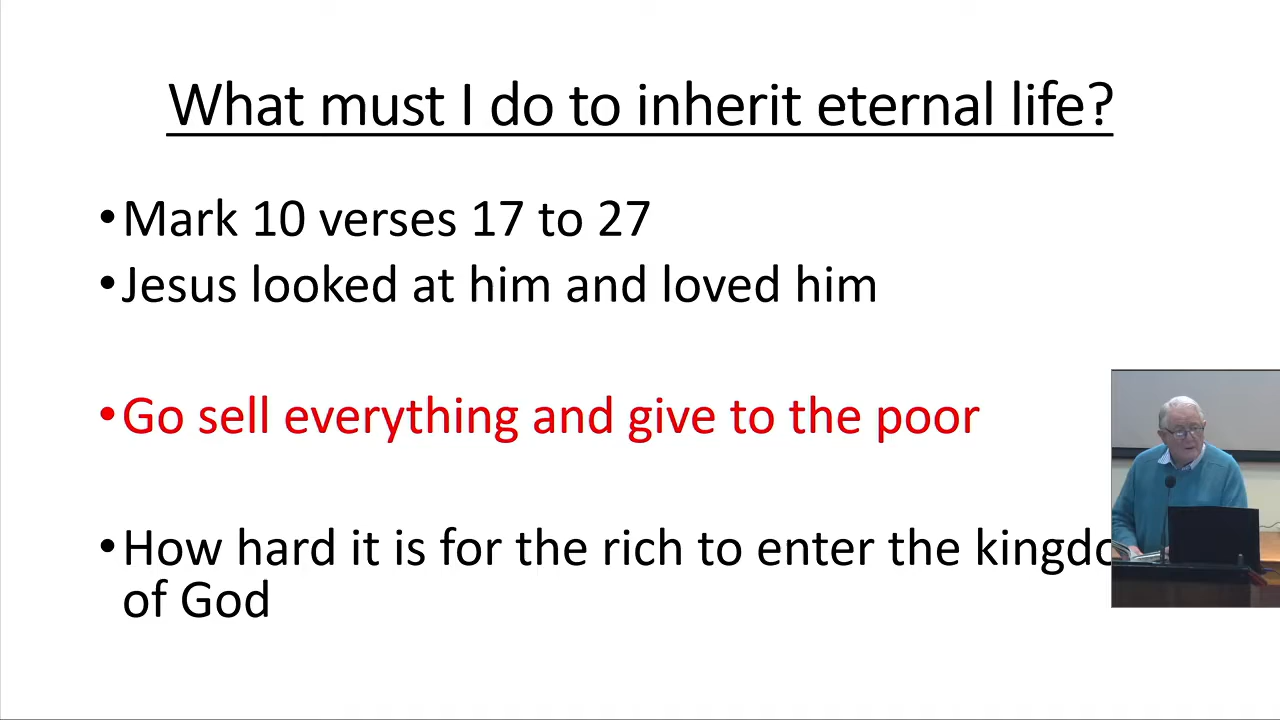 What must I do to inherit eternal life?
•Mark 10 verses 17 to 27
•Jesus looked at him and loved him
•Go sell everything and give to the poor
•How hard it is for the rich to enter the
of God